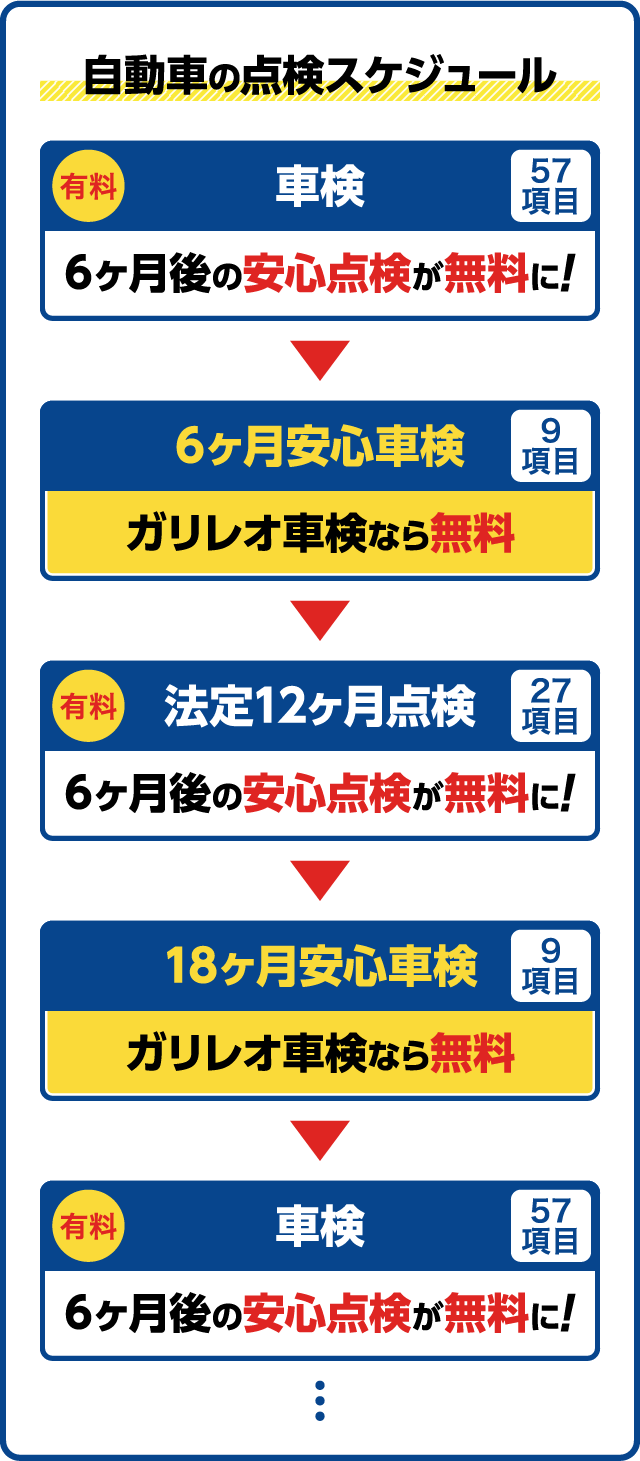 自動車の点検スケジュール
有料
車検
57
項目
6ヶ月後の安心点検が無料に!
6ヶ月安心車検
9
項目
ガリレオ車検なら無料
有料
法定12ヶ月点検
27
項目
6ヶ月後の安心点検が無料に!
18ヶ月安心車検
9
項目
ガリレオ車検なら無料
有料
車検
57
項目
6ヶ月後の安心点検が無料に!